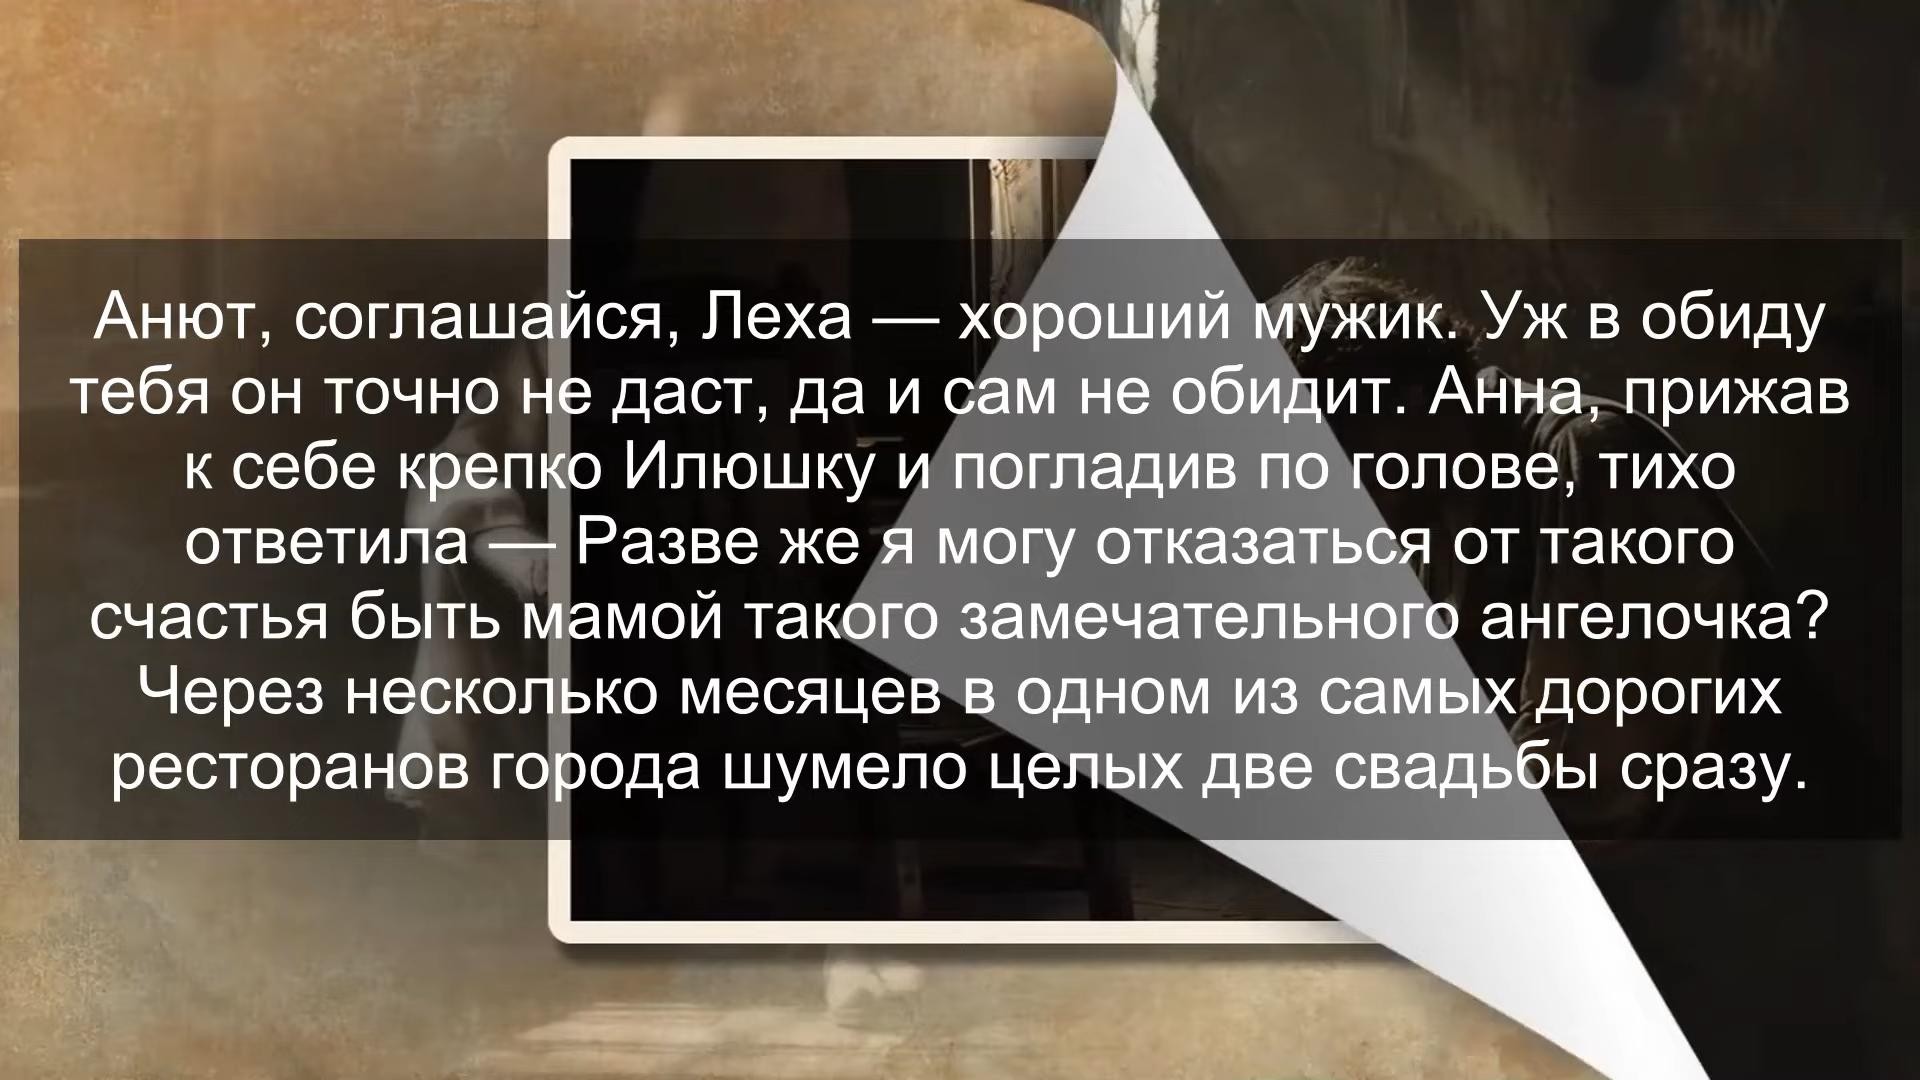 Анют, соглашайся, Леха — хороший мужик. Уж в обиду
тебя он точно не даст, да и сам не обидит. Анна, прижав
к себе крепко Илюшку и погладив по голове, тихо
ответила — Разве же я могу отказаться от такого
счастья быть мамой такого замечательного ангелочка?
Через несколько месяцев в одном из самых дорогих
ресторанов города шумело целых две свадьбы сразу.